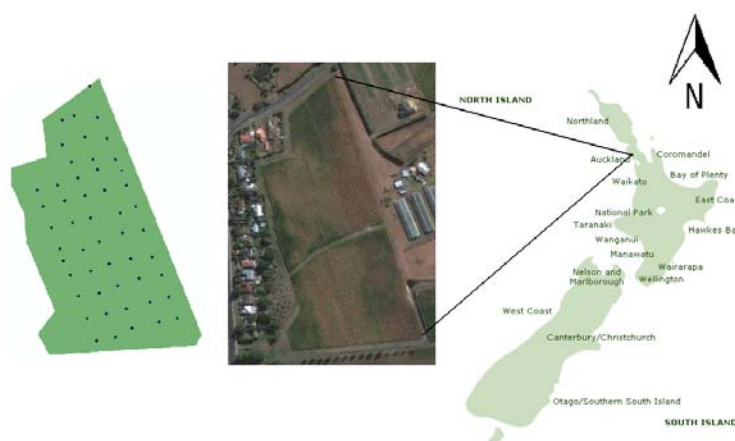 N
NORTH ISLAND
Northland
Auckland
Coromandel
Waikato
Bay of Plenty
East Coa
National Park
Taranaki
Hawkes Ba
Wanganui
Manawatu
Wairarapa
Nelson and
Marlborough
Wellington
West Coast
Canterbury/Christchurch
Otago/Southern South Island
SOUTH ISLAND